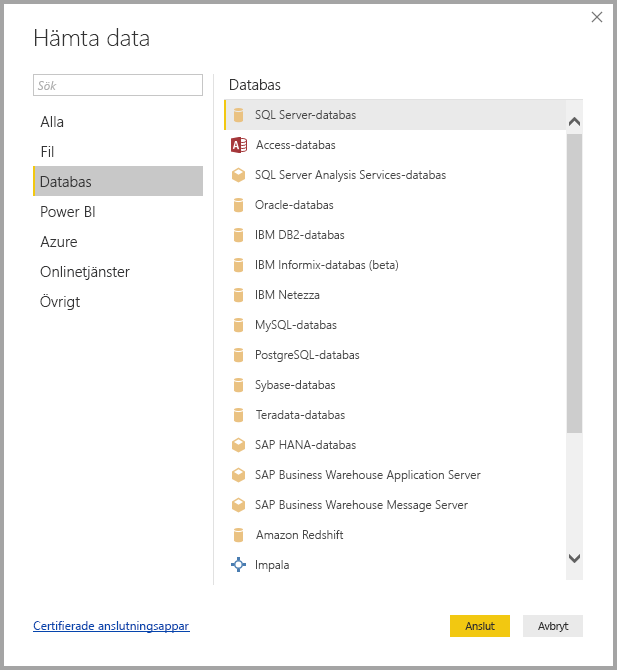 Hämta data
Sök
Alla
Fil
Databas
Power BI
Azure
Onlinetjänster
Övrigt
Databas
SQL Server-databas
Access-databas
SQL Server Analysis Services-databas
Oracle-databas
IBM DB2-databas
IBM Informix-databas (beta)
IBM Netezza
MySQL-databas
PostgreSQL-databas
Sybase-databas
Teradata-databas
SAP HANA-databas
SAP Business Warehouse Application Server
SAP Business Warehouse Message Server
Amazon Redshift
Impala
Certifierade anslutningsappar
Anslut
Avbryt